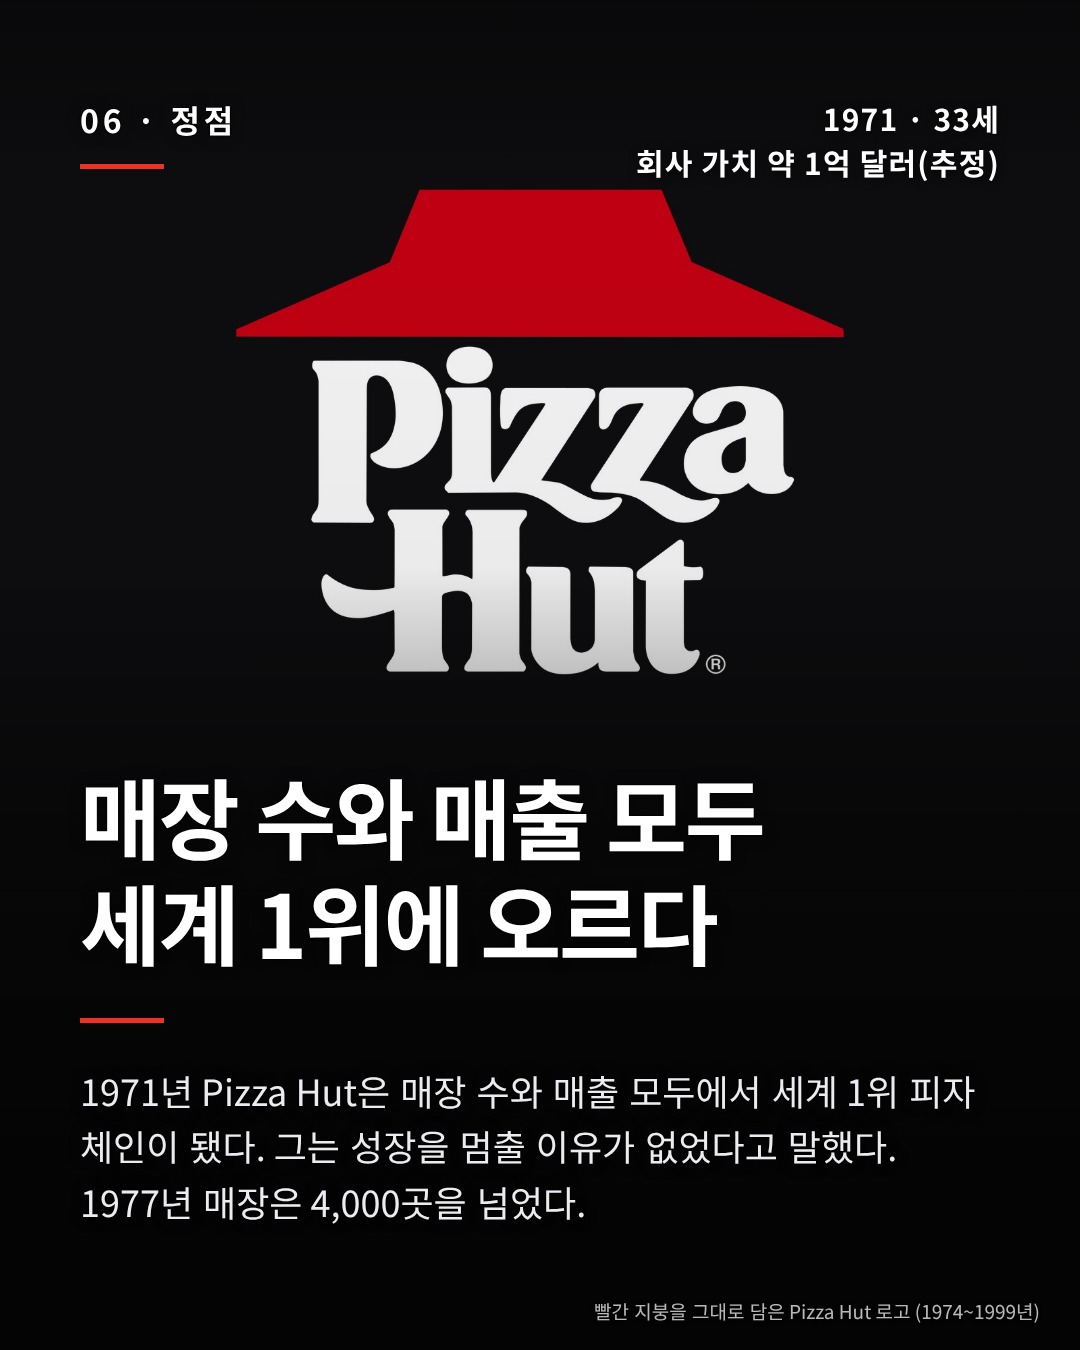 06 · 정점
1971 · 33세
회사 가치 약 1억 달러(추정)
Pizza
Hut®
매장 수와 매출 모두
세계 1위에 오르다
1971년 Pizza Hut은 매장 수와 매출 모두에서 세계 1위 피자
체인이 됐다. 그는 성장을 멈출 이유가 없었다고 말했다.
1977년 매장은 4,000곳을 넘었다.
빨간 지붕을 그대로 담은 Pizza Hut 로고 (1974~1999년)